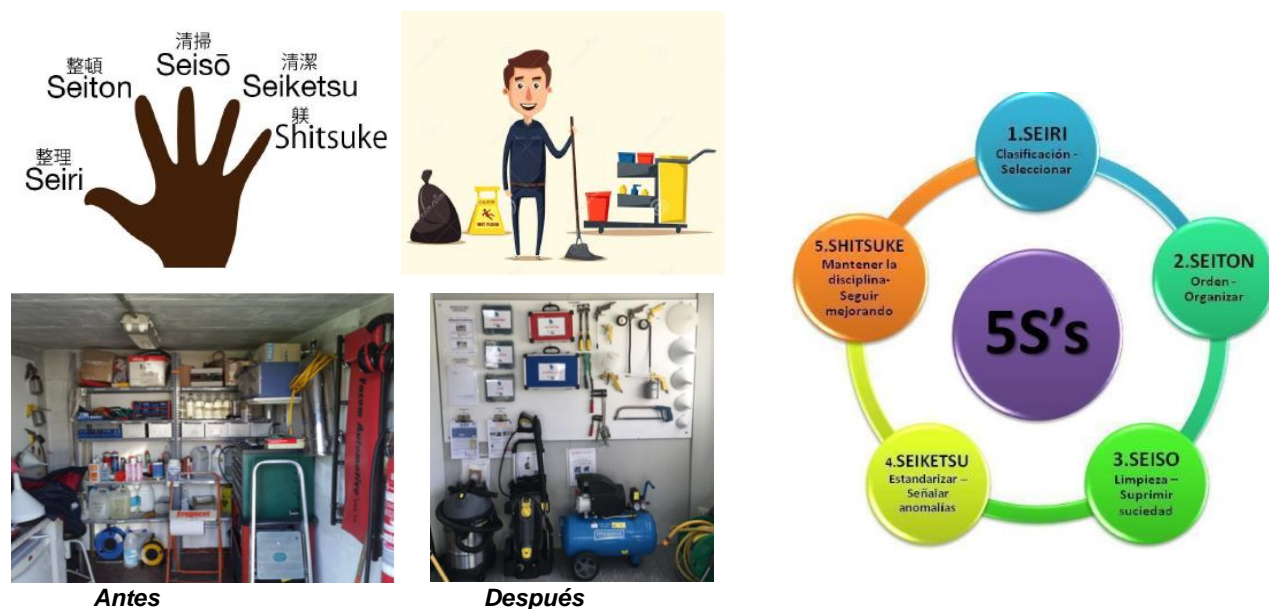 清掃
Seisō
整頓
Seiton
清潔
Seiketsu
躾
Shitsuke
整理
Seiri
1.SEIRI
Clasificación -
Seleccionar
2.SEITON
Orden -
Organizar
3.SEISO
Limpieza –
Suprimir
suciedad
4.SEIKETSU
Estandarizar –
Señalar
anomalías
5.SHITSUKE
Mantener la
disciplina-
Seguir
mejorando
5S's
Totem Automotive
Antes
Después